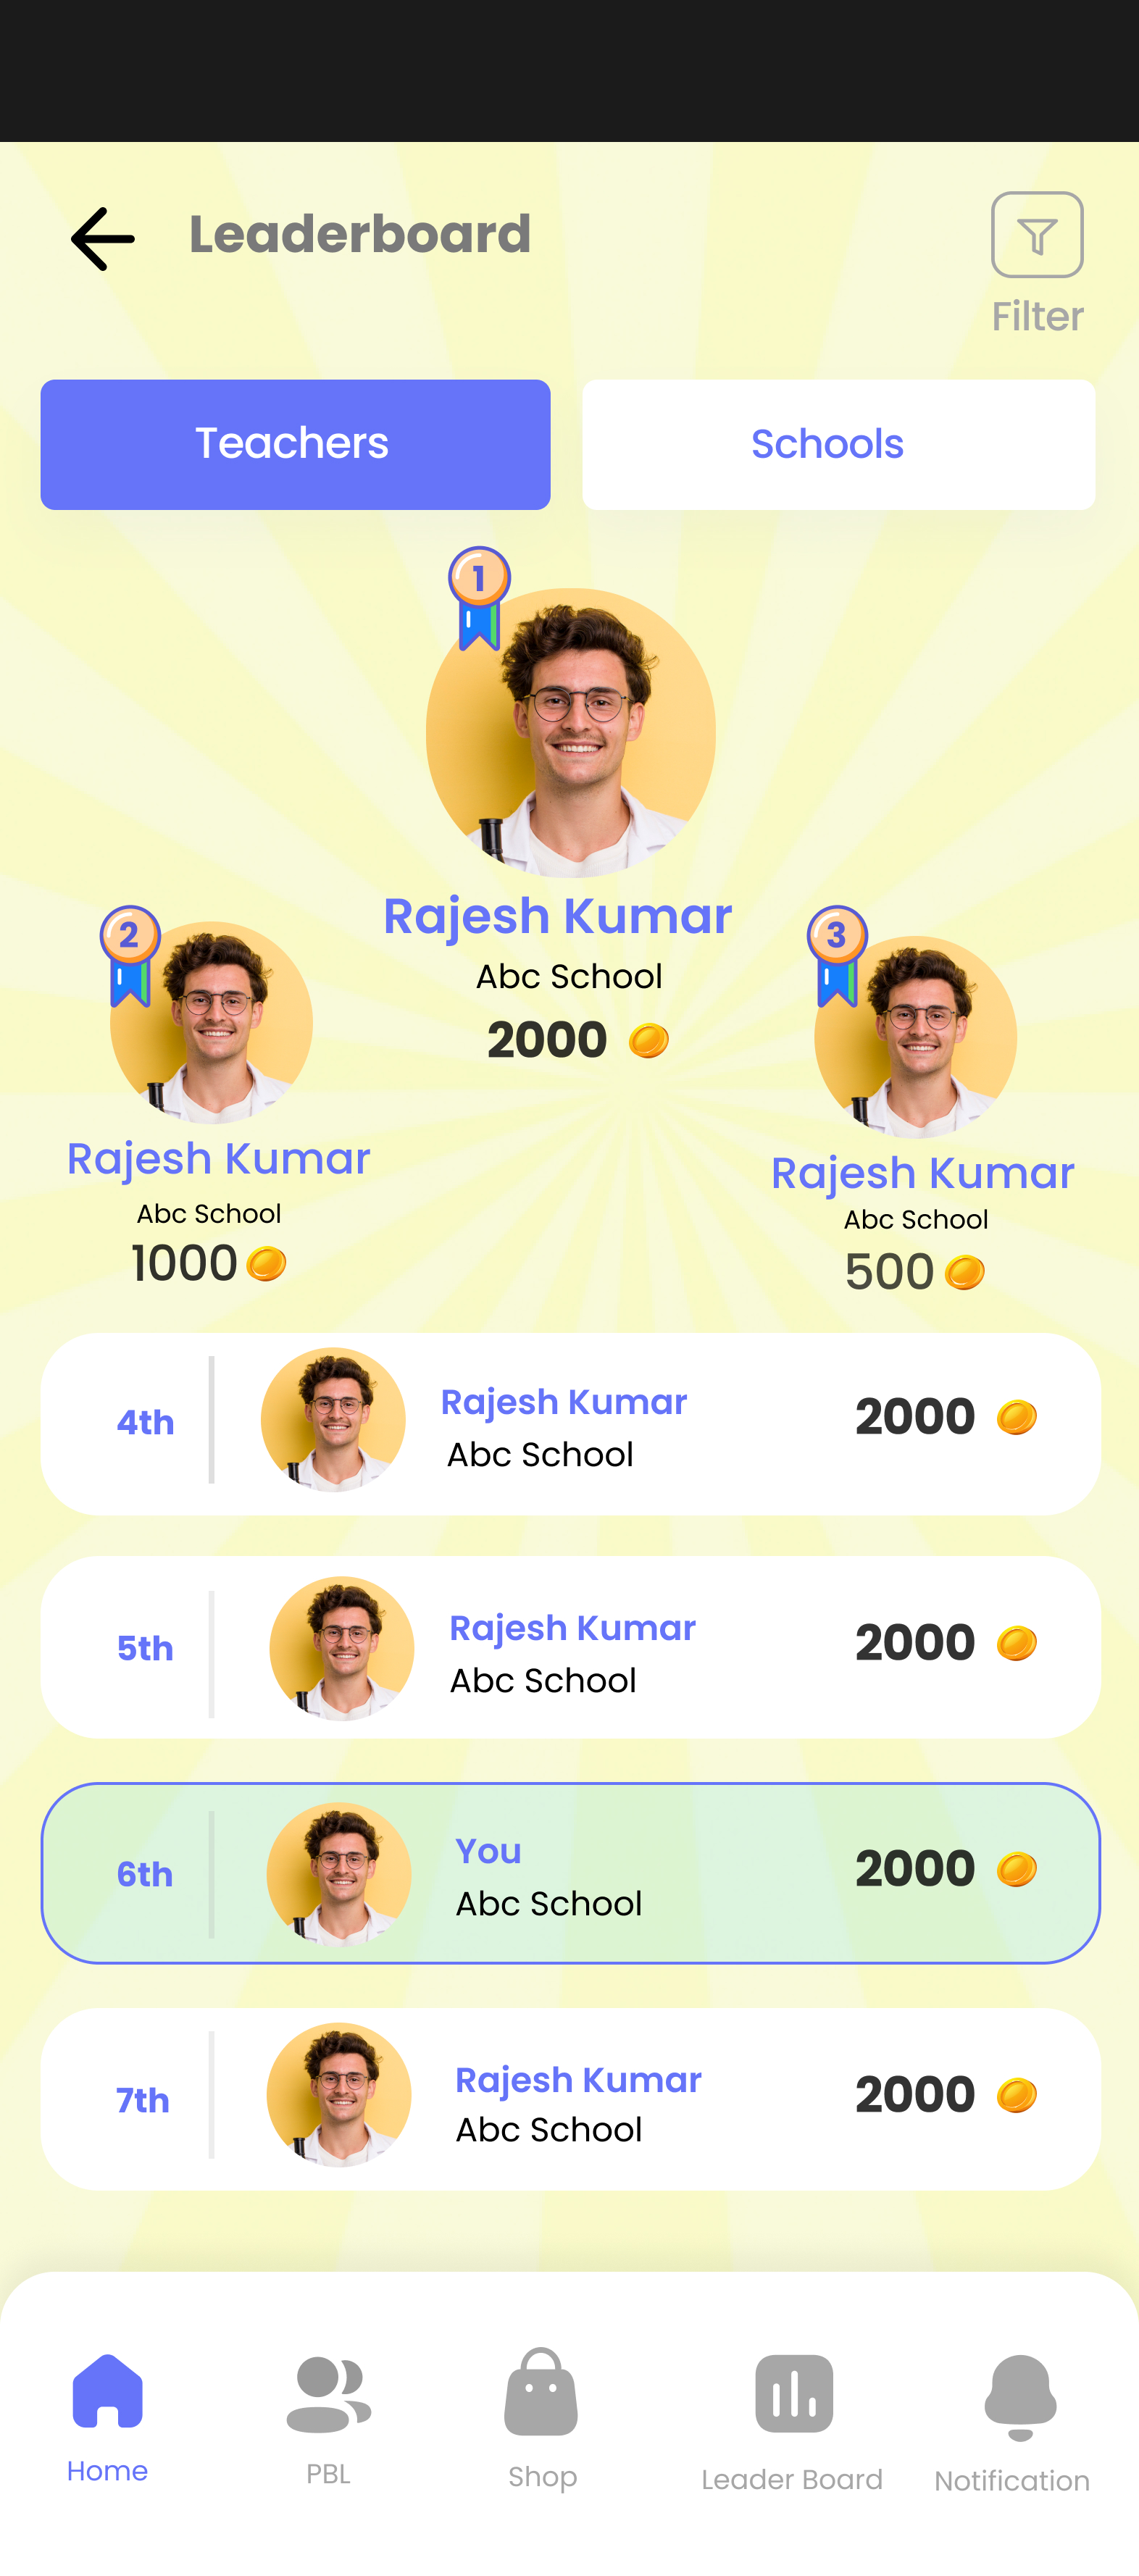 Leaderboard
Filter
Teachers
Schools
1
Rajesh Kumar
Abc School
2000
2
Rajesh Kumar
Abc School
1000
3
Rajesh Kumar
Abc School
500
4th
Rajesh Kumar
Abc School
2000
5th
Rajesh Kumar
Abc School
2000
6th
You
Abc School
2000
7th
Rajesh Kumar
Abc School
2000
Home
PBL
Shop
Leader Board
Notification